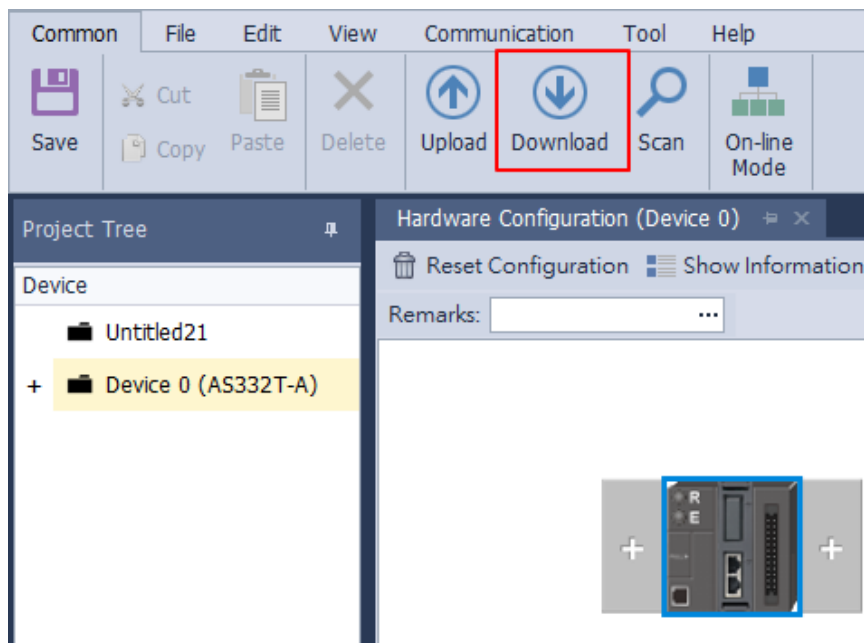 Common File Edit View Communication Tool Help
Save Cut Copy Paste Delete Upload Download Scan On-line Mode
Project Tree
Device
Untitled21
+ Device 0 (AS332T-A)
Hardware Configuration (Device 0)
Reset Configuration Show Information
Remarks: ...
R
E
+ +